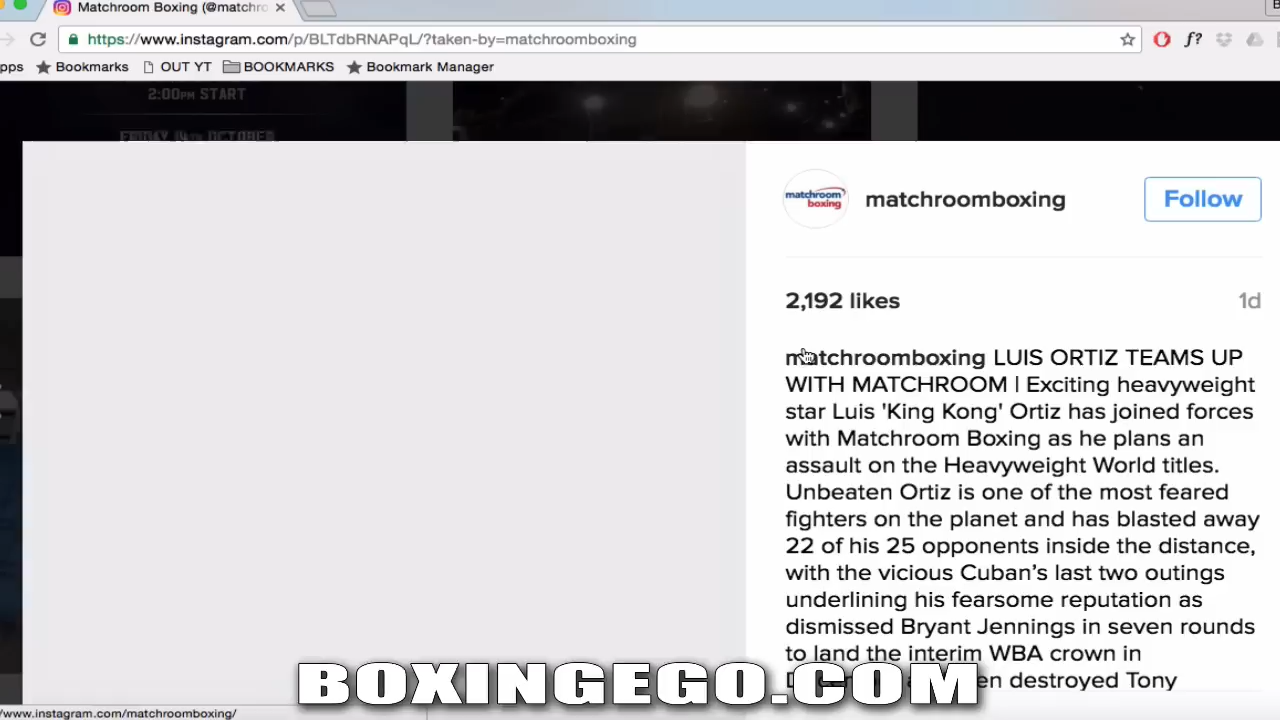 Matchroom Boxing (@matchro
https://www.instagram.com/p/BLTdbRNAPqL/?taken-by=matchroomboxing
f?
pps Bookmarks OUT YT BOOKMARKS Bookmark Manager
2:00PM START
FRIDAY OCTOBER
matchroom
boxing
matchroomboxing
Follow
2,192 likes
1d
matchroomboxing LUIS ORTIZ TEAMS UP
WITH MATCHROOM | Exciting heavyweight
star Luis 'King Kong' Ortiz has joined forces
with Matchroom Boxing as he plans an
assault on the Heavyweight World titles.
Unbeaten Ortiz is one of the most feared
fighters on the planet and has blasted away
22 of his 25 opponents inside the distance,
with the vicious Cuban’s last two outings
underlining his fearsome reputation as
dismissed Bryant Jennings in seven rounds
to land the interim WBA crown in
destroyed Tony
BOXINGEGO.COM
/www.instagram.com/matchroomboxing/